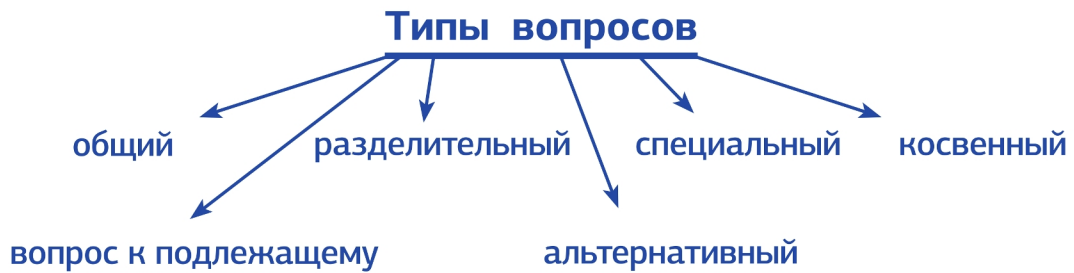 Типы вопросов
общий
разделительный
специальный
косвенный
вопрос к подлежащему
альтернативный